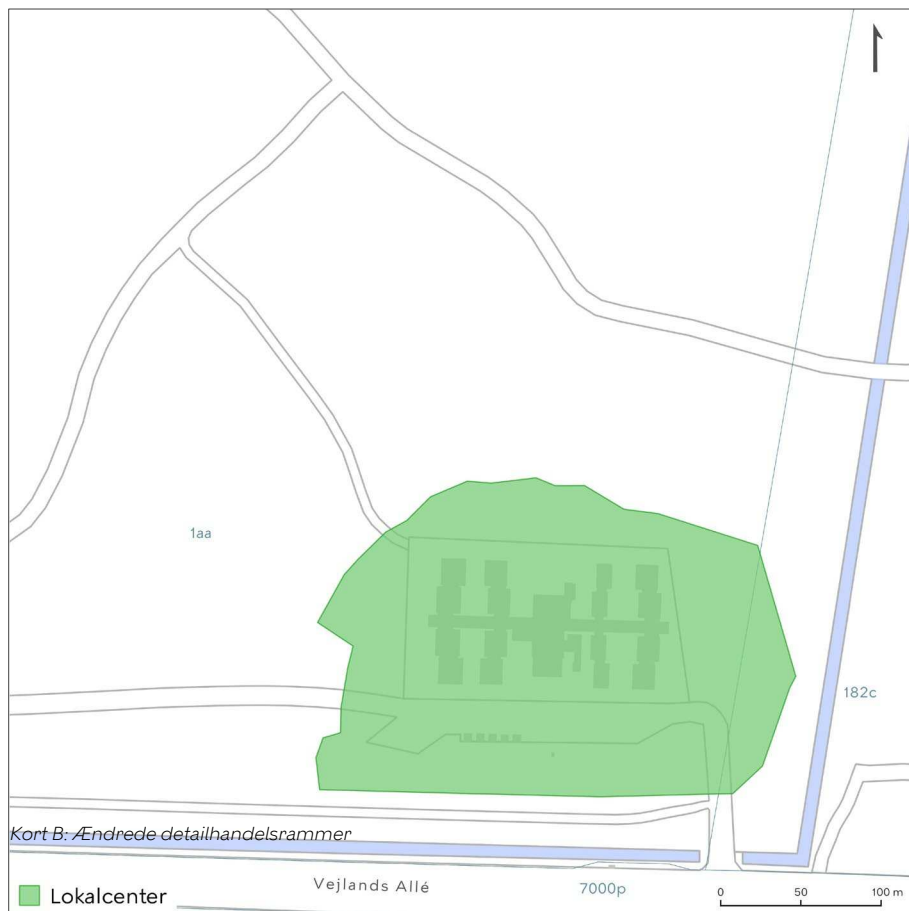 1aa
182c
Kort B: Ændrede detailhandelsrammer
Vejlands Allé
7000p
0 50 100 m
Lokalcenter